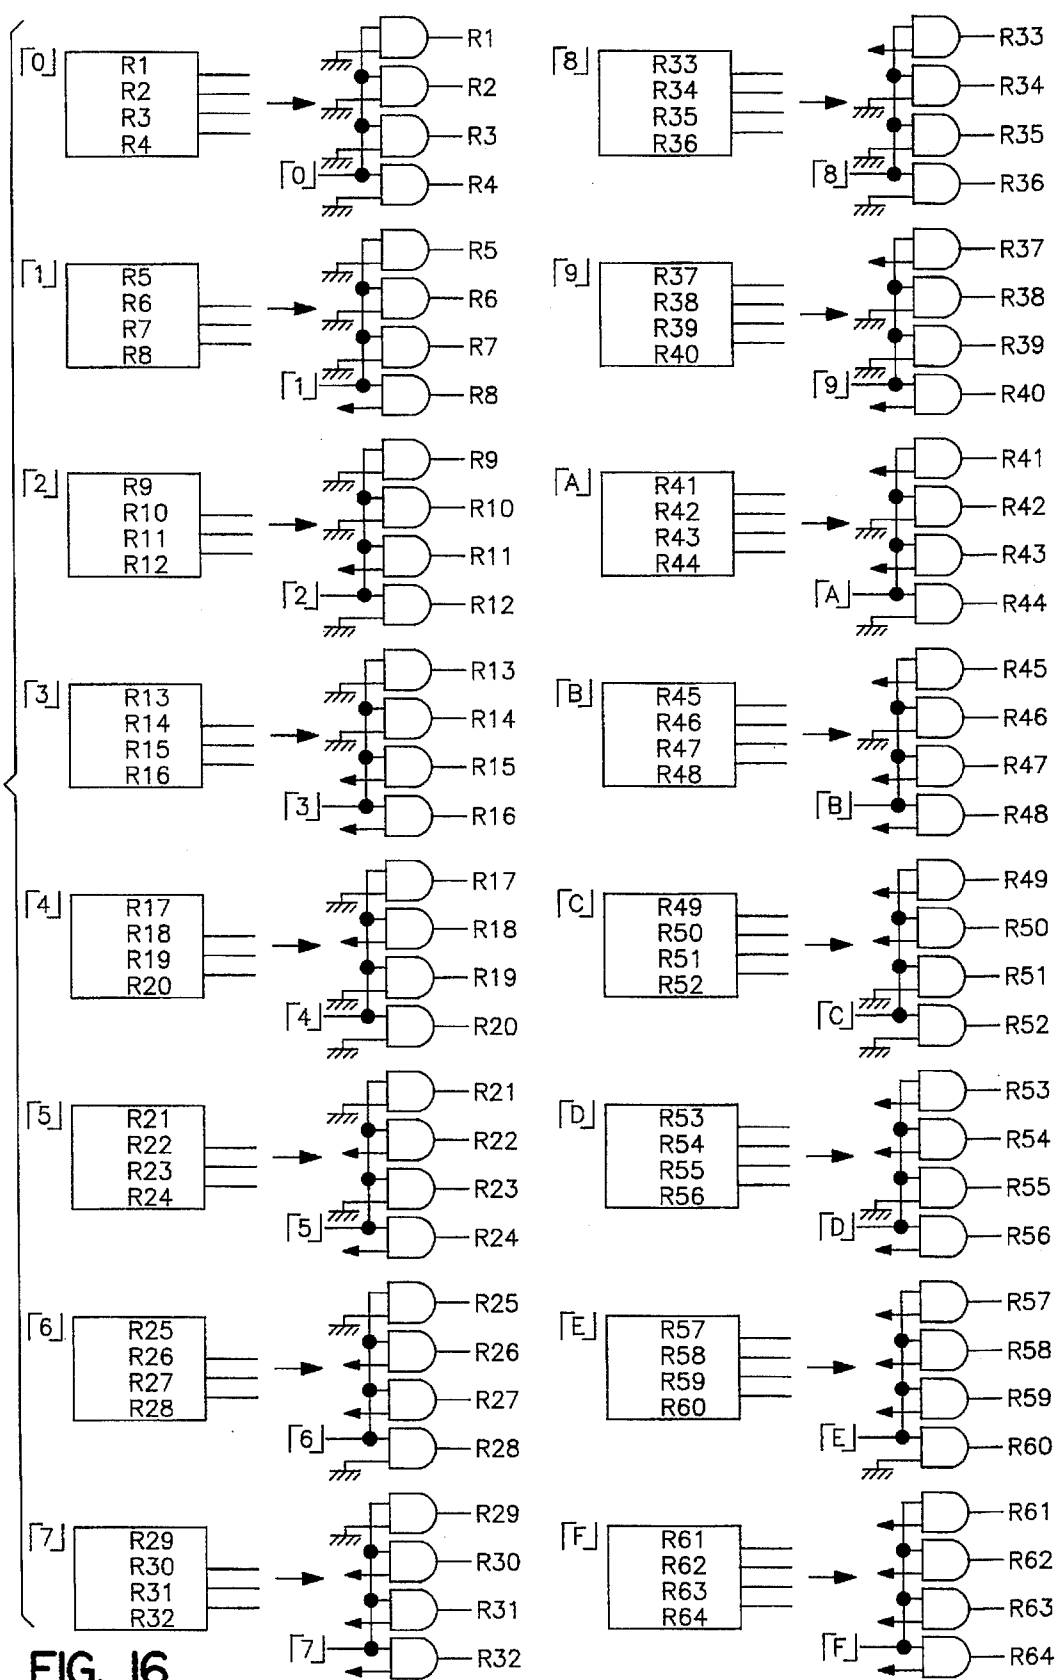 「0」
R1
R2
R3
R4
「0」
R1
R2
R3
R4
「8」
R33
R34
R35
R36
「8」
R33
R34
R35
R36
「1」
R5
R6
R7
R8
「1」
R5
R6
R7
R8
「9」
R37
R38
R39
R40
「9」
R37
R38
R39
R40
「2」
R9
R10
R11
R12
「2」
R9
R10
R11
R12
「A」
R41
R42
R43
R44
「A」
R41
R42
R43
R44
「3」
R13
R14
R15
R16
「3」
R13
R14
R15
R16
「B」
R45
R46
R47
R48
「B」
R45
R46
R47
R48
「4」
R17
R18
R19
R20
「4」
R17
R18
R19
R20
「C」
R49
R50
R51
R52
「C」
R49
R50
R51
R52
「5」
R21
R22
R23
R24
「5」
R21
R22
R23
R24
「D」
R53
R54
R55
R56
「D」
R53
R54
R55
R56
「6」
R25
R26
R27
R28
「6」
R25
R26
R27
R28
「E」
R57
R58
R59
R60
「E」
R57
R58
R59
R60
「7」
R29
R30
R31
R32
「7」
R29
R30
R31
R32
「F」
R61
R62
R63
R64
「F」
R61
R62
R63
R64
FIG. 16